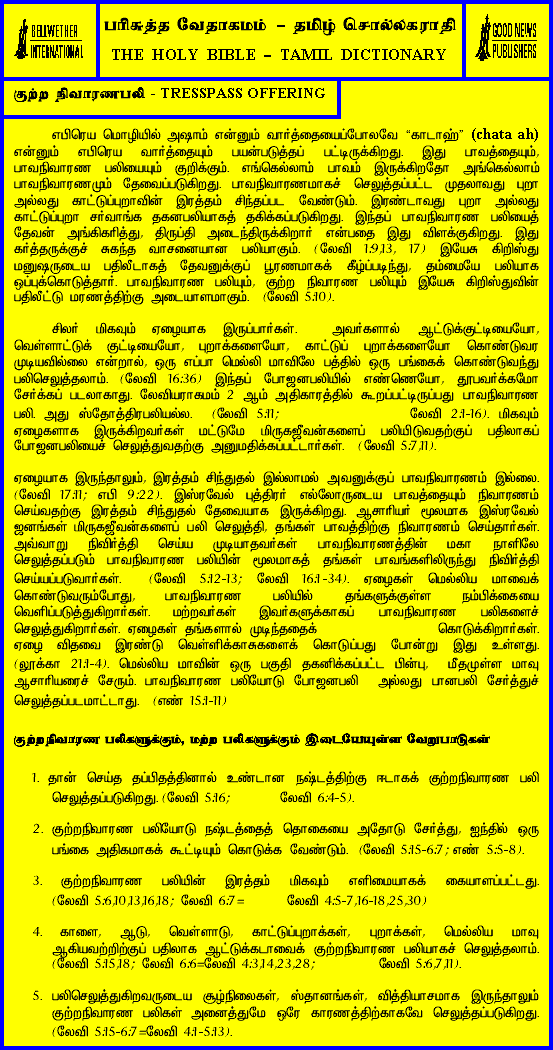 BELLWETHER
INTERNATIONAL
பரிசுத்த வேதாகமம் – தமிழ் சொல்லகராதி
THE HOLY BIBLE – TAMIL DICTIONARY
GOOD NEWS
PUBLISHERS
குற்ற நிவாரணபலி - TRESSPASS OFFERING
எபிரெய மொழியில் அஷாம் என்னும் வார்த்தையைப்போலவே “காடாஹ்” (chata ah)
என்னும் எபிரெய வார்த்தையும் பயன்படுத்தப் பட்டிருக்கிறது. இது பாவத்தையும்,
பாவநிவாரண பலியையும் குறிக்கும். எங்கெல்லாம் பாவம் இருக்கிறதோ அங்கெல்லாம்
பாவநிவாரணமும் தேவைப்படுகிறது. பாவநிவாரணமாகச் செலுத்தப்பட்ட முதலாவது புறா
அல்லது காட்டுப்புறாவின் இரத்தம் சிந்தப்பட வேண்டும். இரண்டாவது புறா அல்லது
காட்டுப்புறா சர்வாங்க தகனபலியாகத் தகிக்கப்படுகிறது. இந்தப் பாவநிவாரண பலியைத்
தேவன் அங்கிகரித்து, திருப்தி அடைந்திருக்கிறார் என்பதை இது விளக்குகிறது. இது
கர்த்தருக்குச் சுகந்த வாசனையான பலியாகும். (லேவி 1:9,13, 17) இயேசு கிறிஸ்து
மனுஷருடைய பதிலீடாகத் தேவனுக்குப் பூரணமாகக் கீழ்ப்படிந்து, தம்மையே பலியாக
ஒப்புக்கொடுத்தார். பாவநிவாரண பலியும், குற்ற நிவாரண பலியும் இயேசு கிறிஸ்துவின்
பதிலீட்டு மரணத்திற்கு அடையாளமாகும். (லேவி 5:10).
சிலர் மிகவும் ஏழையாக இருப்பார்கள். அவர்களால் ஆட்டுக்குட்டியையோ,
வெள்ளாட்டுக் குட்டியையோ, புறாக்களையோ, காட்டுப் புறாக்களையோ கொண்டுவர
முடியவில்லை என்றால், ஒரு எப்பா மெல்லி மாவிலே பத்தில் ஒரு பங்கைக் கொண்டுவந்து
பலிசெலுத்தலாம். (லேவி 16:36) இந்தப் போஜனபலியில் எண்ணெயோ, தூபவர்க்கமோ
சேர்க்கப் படலாகாது. லேவியராகமம் 2 ஆம் அதிகாரத்தில் கூறப்பட்டிருப்பது பாவநிவாரண
பலி. அது ஸ்தோத்திரபலியல்ல. (லேவி 5:11; லேவி 2:1-16). மிகவும்
ஏழைகளாக இருக்கிறவர்கள் மட்டுமே மிருகஜீவன்களைப் பலியிடுவதற்குப் பதிலாகப்
போஜனபலியைச் செலுத்துவதற்கு அனுமதிக்கப்பட்டார்கள். (லேவி 5:7,11).
ஏழையாக இருந்தாலும், இரத்தம் சிந்துதல் இல்லாமல் அவனுக்குப் பாவநிவாரணம் இல்லை.
(லேவி 17:11; எபி 9:22). இஸ்ரவேல் புத்திரர் எல்லோருடைய பாவத்தையும் நிவாரணம்
செய்வதற்கு இரத்தம் சிந்துதல் தேவையாக இருக்கிறது. ஆசாரியர் மூலமாக இஸ்ரவேல்
ஜனங்கள் மிருகஜீவன்களைப் பலி செலுத்தி, தங்கள் பாவத்திற்கு நிவாரணம் செய்தார்கள்.
அவ்வாறு நிவிர்த்தி செய்ய முடியாதவர்கள் பாவநிவாரணத்தின் மகா நாளிலே
செலுத்தப்படும் பாவநிவாரண பலியின் மூலமாகத் தங்கள் பாவங்களிலிருந்து நிவிர்த்தி
செய்யப்படுவார்கள். (லேவி 5:12-13; லேவி 16:1-34). ஏழைகள் மெல்லிய மாவைக்
கொண்டுவரும்போது, பாவநிவாரண பலியில் தங்களுக்குள்ள நம்பிக்கையை
வெளிப்படுத்துகிறார்கள். மற்றவர்கள் இவர்களுக்காகப் பாவநிவாரண பலிகளைச்
செலுத்துகிறார்கள். ஏழைகள் தங்களால் முடிந்ததைக் கொடுக்கிறார்கள்.
ஏழை விதவை இரண்டு வெள்ளிக்காசுகளைக் கொடுப்பது போன்று இது உள்ளது.
(லூக்கா 21:1-4). மெல்லிய மாவின் ஒரு பகுதி தகனிக்கப்பட்ட பின்பு, மீதமுள்ள மாவு
ஆசாரியரைச் சேரும். பாவநிவாரண பலியோடு போஜனபலி அல்லது பானபலி சேர்த்துச்
செலுத்தப்படமாட்டாது. (எண் 15:1-11)
குற்றநிவாரண பலிகளுக்கும், மற்ற பலிகளுக்கும் இடையேயுள்ள வேறுபாடுகள்
1. தான் செய்த தப்பிதத்தினால் உண்டான நஷ்டத்திற்கு ஈடாகக் குற்றநிவாரண பலி
செலுத்தப்படுகிறது. (லேவி 5:16; லேவி 6:4-5).
2. குற்றநிவாரண பலியோடு நஷ்டத்தைத் தொகையை அதோடு சேர்த்து, ஐந்தில் ஒரு
பங்கை அதிகமாகக் கூட்டியும் கொடுக்க வேண்டும். (லேவி 5:15-6:7 ; எண் 5:5-8).
3. குற்றநிவாரண பலியின் இரத்தம் மிகவும் எளிமையாகக் கையாளப்பட்டது.
(லேவி 5:6,10,13,16,18; லேவி 6:7= லேவி 4:5-7,16-18,25,30)
4. காளை, ஆடு, வெள்ளாடு, காட்டுப்புறாக்கள், புறாக்கள், மெல்லிய மாவு
ஆகியவற்றிற்குப் பதிலாக ஆட்டுக்கடாவைக் குற்றநிவாரண பலியாகச் செலுத்தலாம்.
(லேவி 5:15,18; லேவி 6:6=லேவி 4:3,14,23,28; லேவி 5:6,7,11).
5. பலிசெலுத்துகிறவருடைய சூழ்நிலைகள், ஸ்தானங்கள், வித்தியாசமாக இருந்தாலும்
குற்றநிவாரண பலிகள் அனைத்துமே ஒரே காரணத்திற்காகவே செலுத்தப்படுகிறது.
(லேவி 5:15-6:7 =லேவி 4:1-5:13).